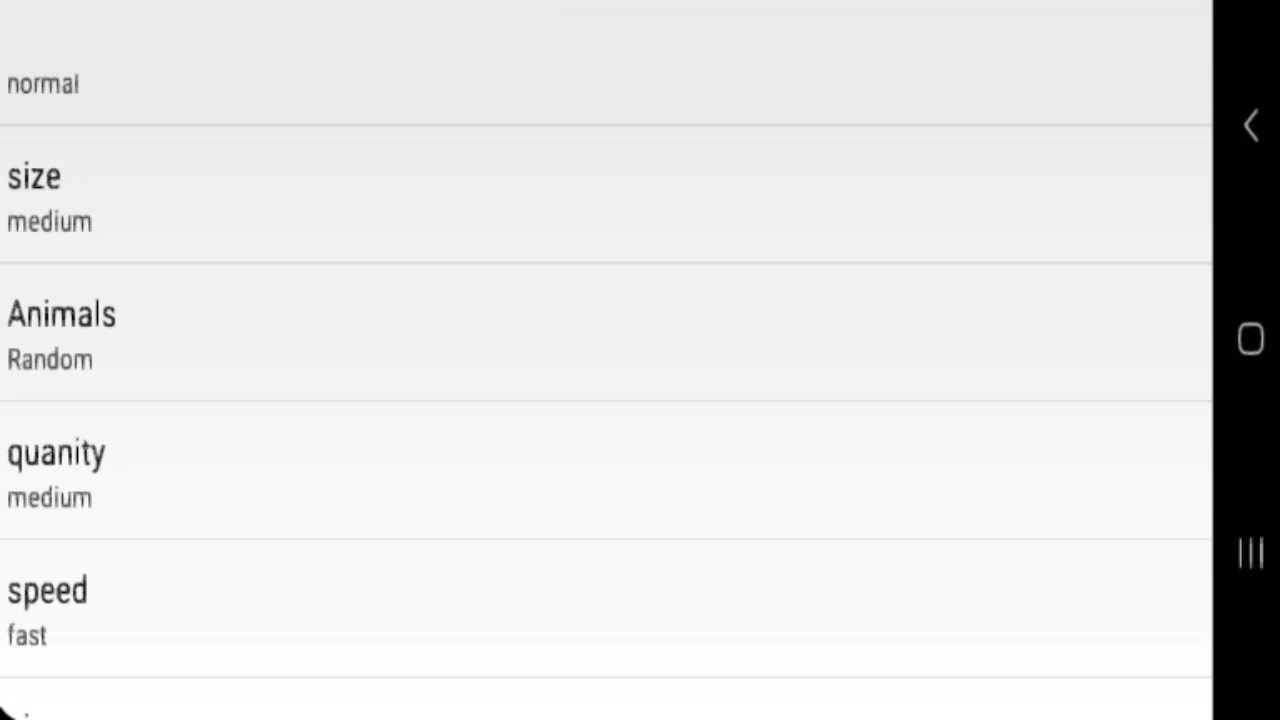 normal
size
medium
Animals
Random
quanity
medium
speed
fast